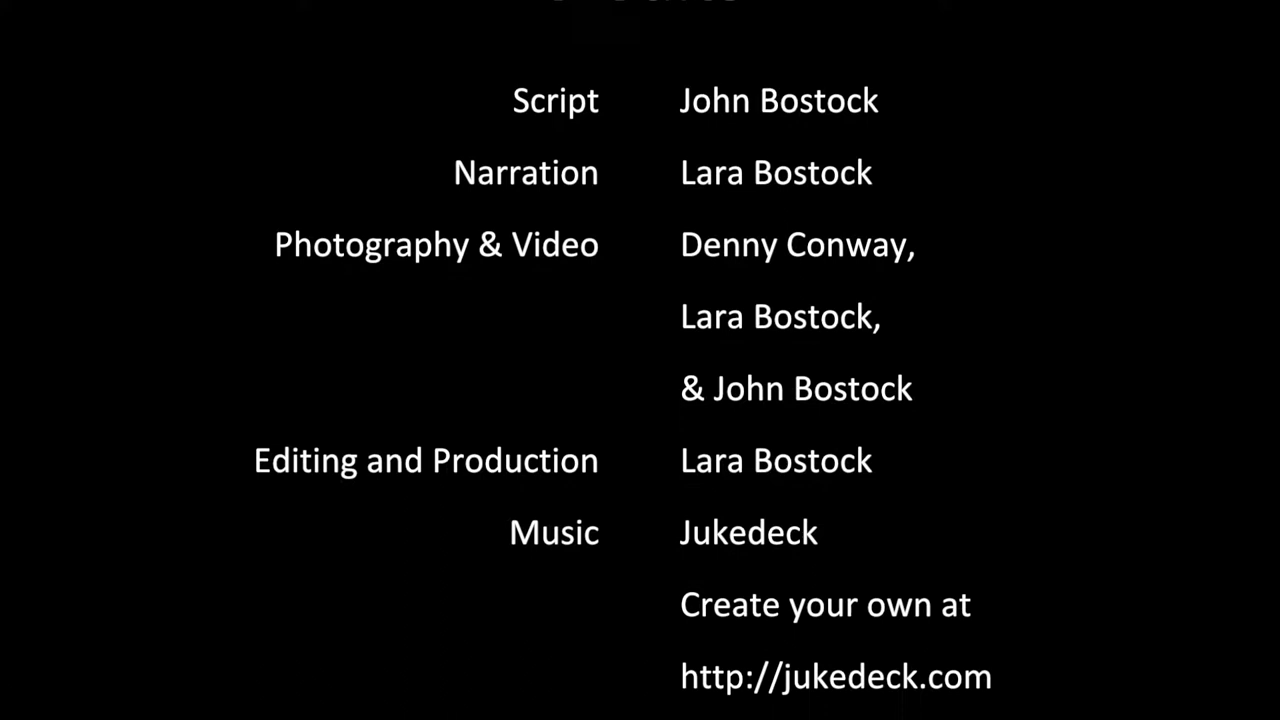 Script John Bostock
Narration Lara Bostock
Photography & Video Denny Conway,
Lara Bostock,
& John Bostock
Editing and Production Lara Bostock
Music Jukedeck
Create your own at
http://jukedeck.com